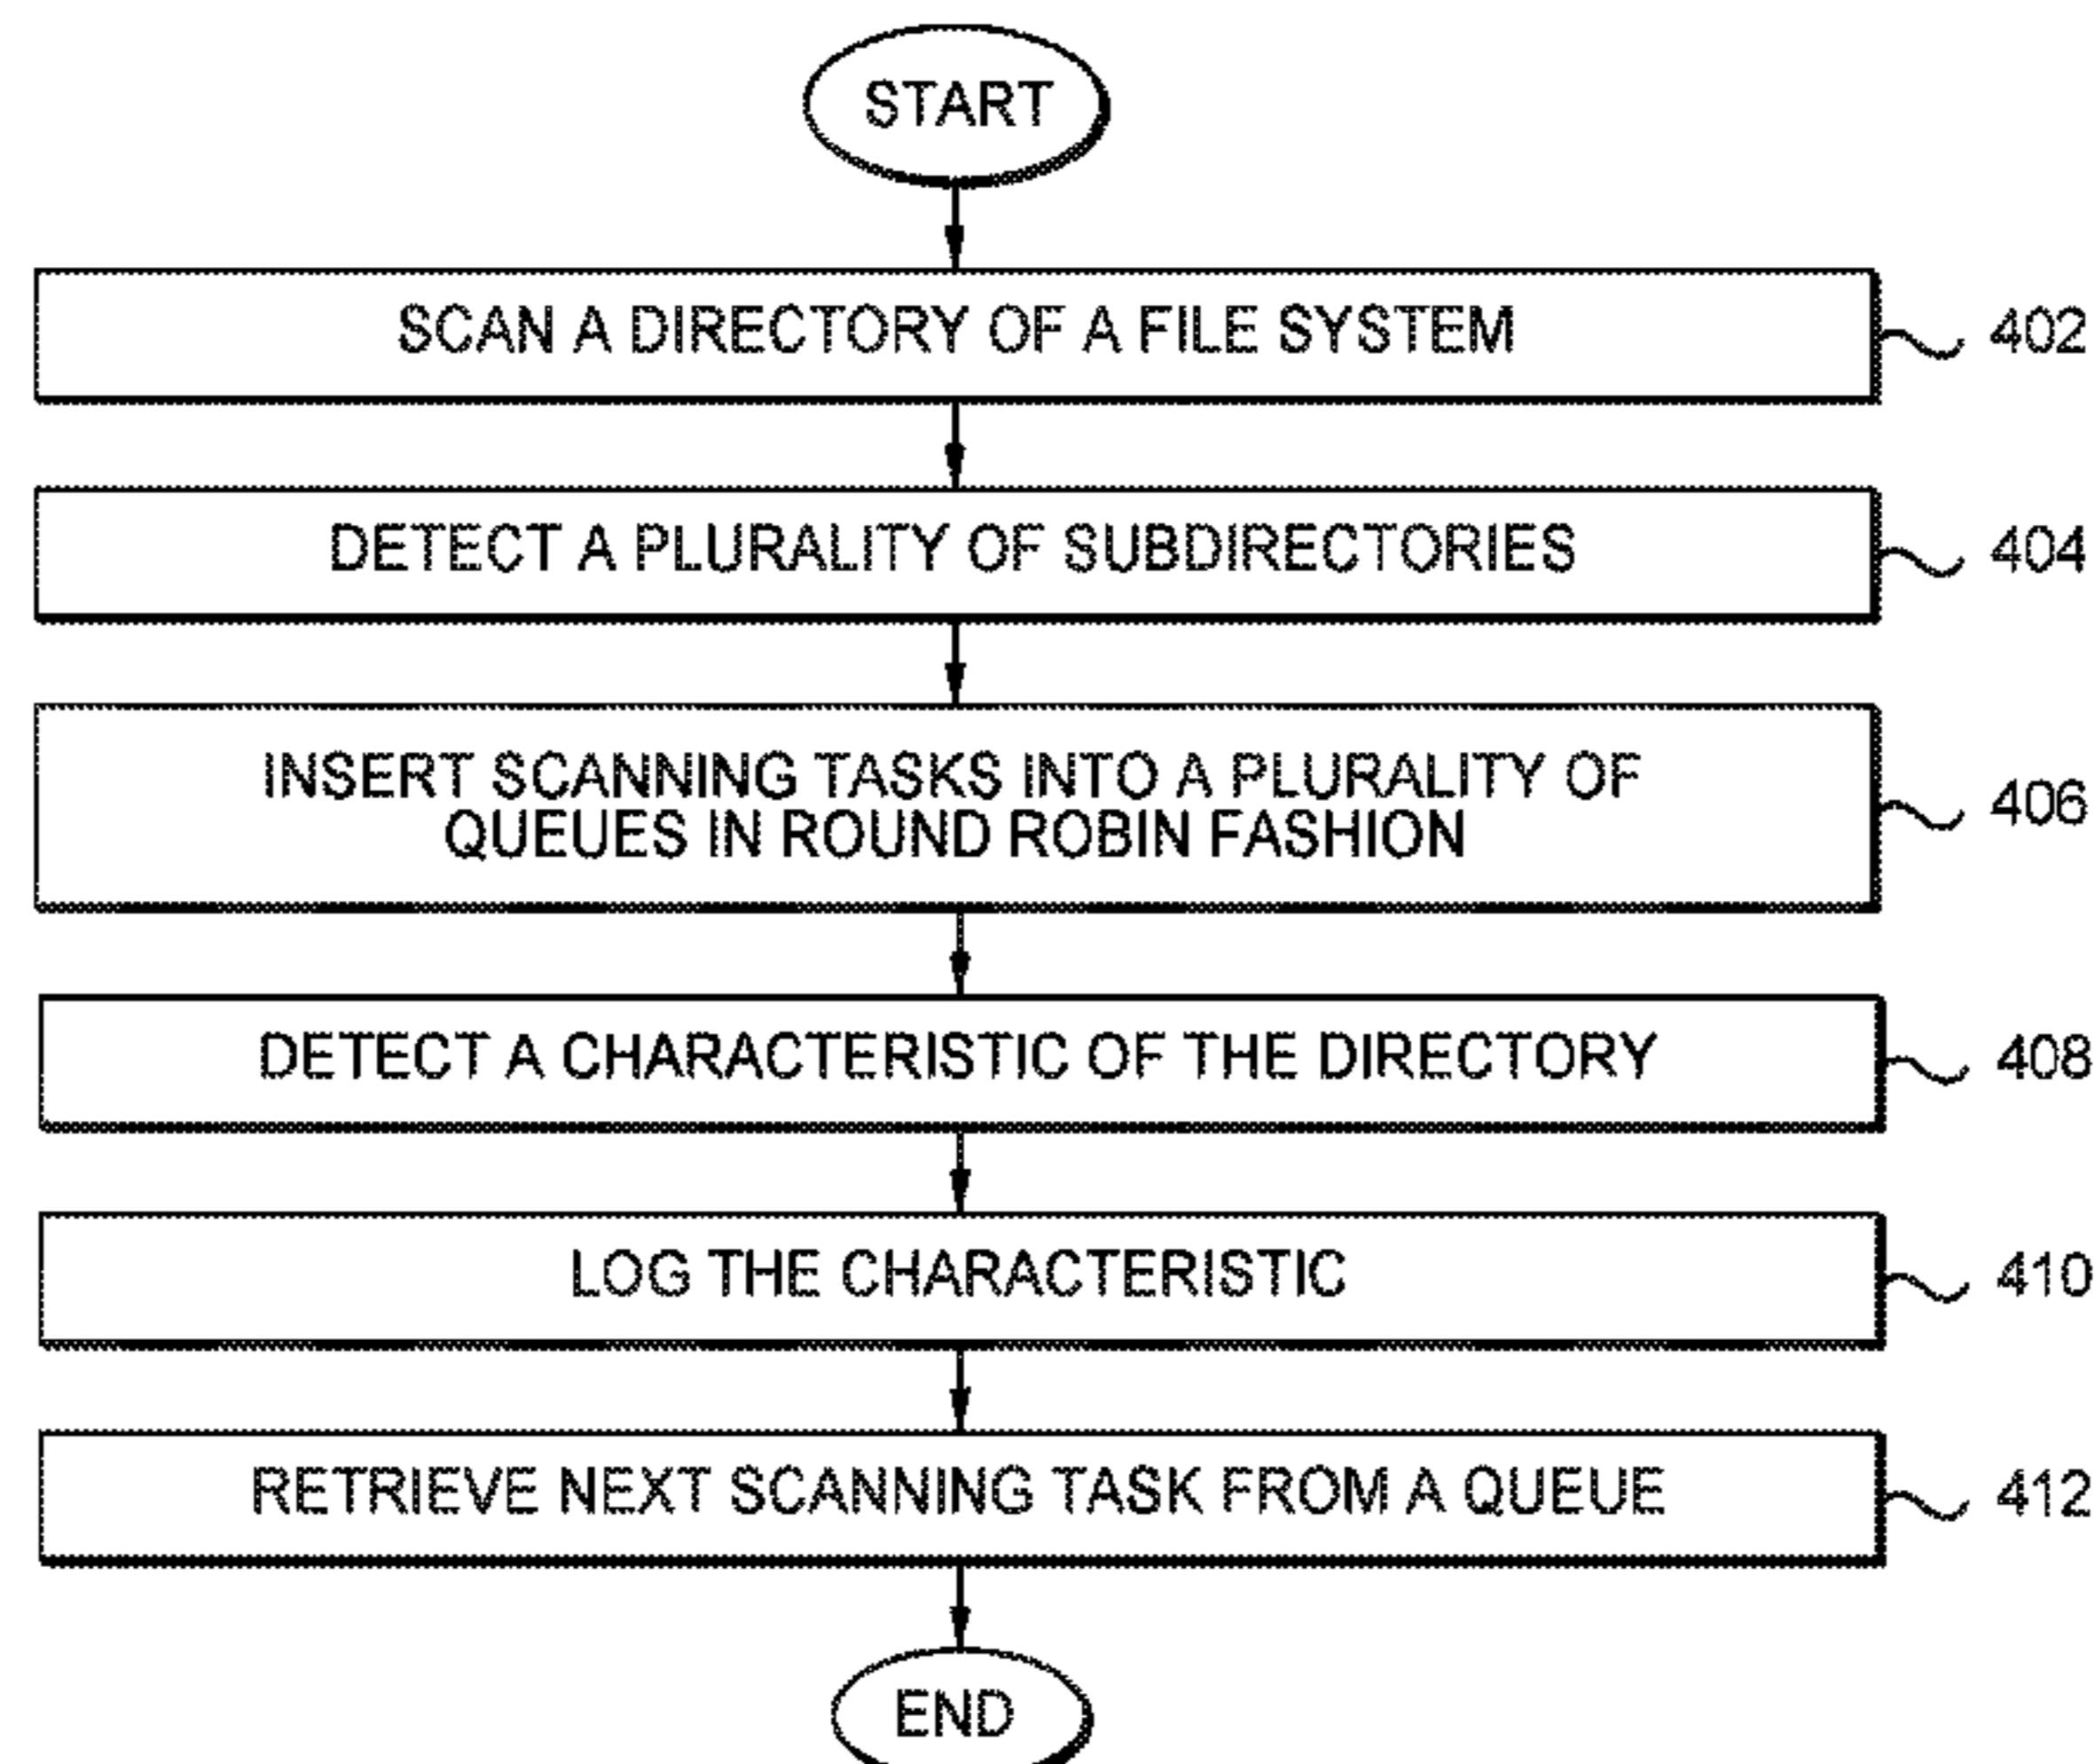 START
SCAN A DIRECTORY OF A FILE SYSTEM
402
DETECT A PLURALITY OF SUBDIRECTORIES
404
INSERT SCANNING TASKS INTO A PLURALITY OF
QUEUES IN ROUND ROBIN FASHION
406
DETECT A CHARACTERISTIC OF THE DIRECTORY
408
LOG THE CHARACTERISTIC
410
RETRIEVE NEXT SCANNING TASK FROM A QUEUE
412
END